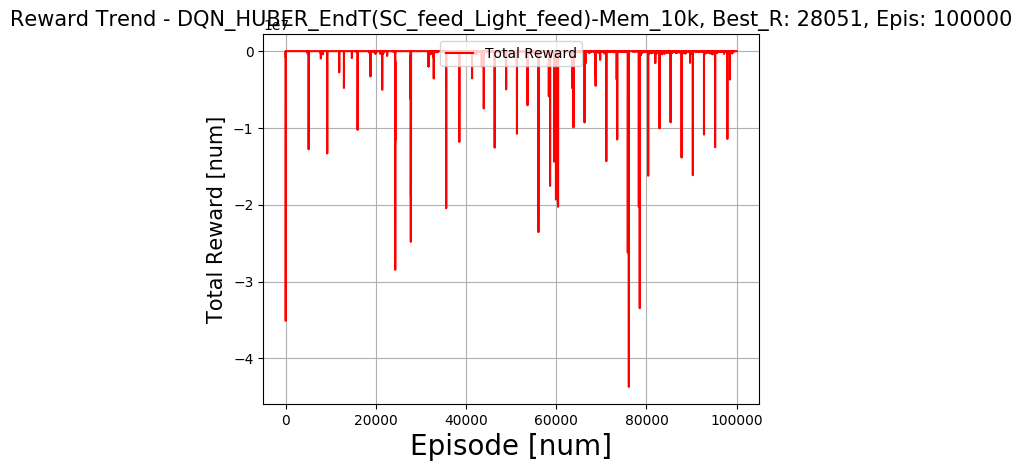 Reward Trend - DQN_HUBER_EndT(SC_feed_Light_feed)-Mem_10k, Best_R: 28051, Epis: 100000
1e7
Total Reward
0
−1
−2
−3
−4
Total Reward [num]
0 20000 40000 60000 80000 100000
Episode [num]